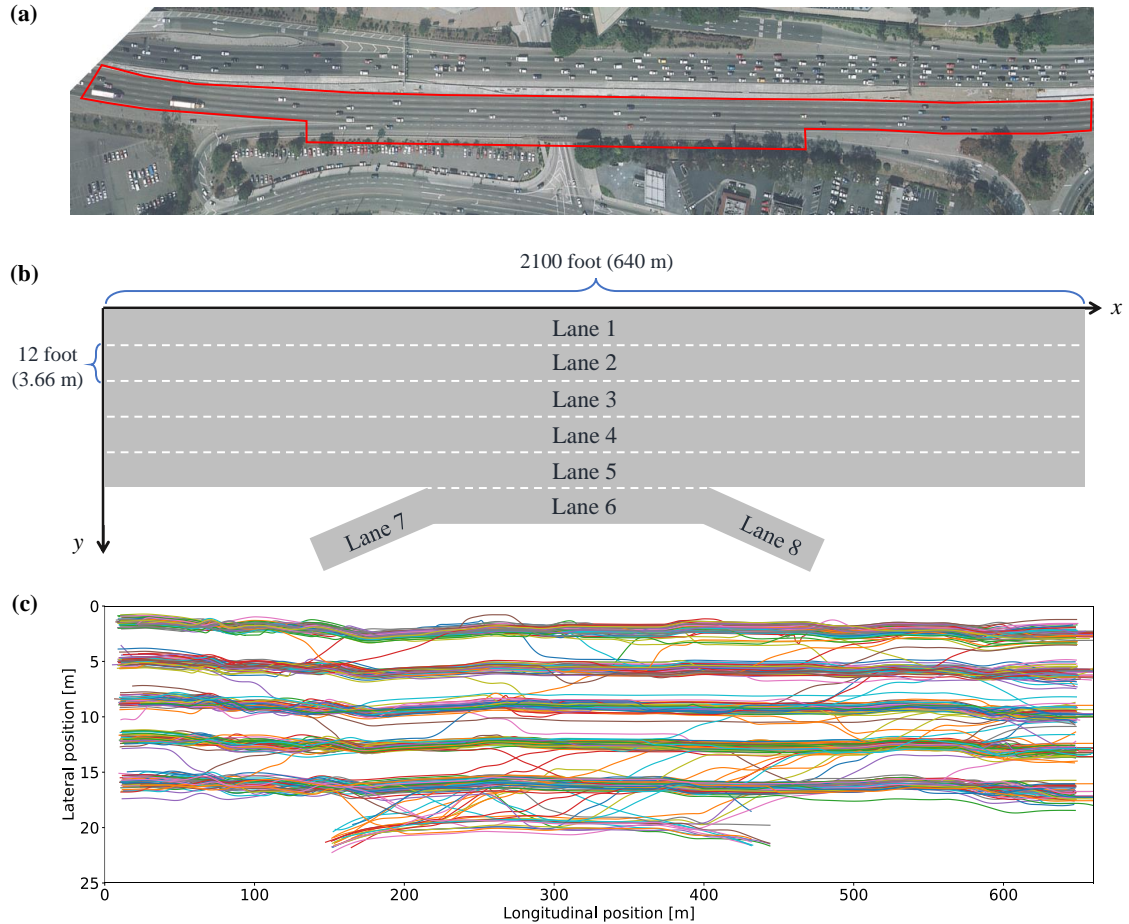 (a)
(b)
2100 foot (640 m)
x
Lane 1
12 foot
(3.66 m)
Lane 2
Lane 3
Lane 4
Lane 5
Lane 6
Lane 7
Lane 8
y
(c)
0
5
10
15
20
25
Lateral position [m]
0 100 200 300 400 500 600
Longitudinal position [m]